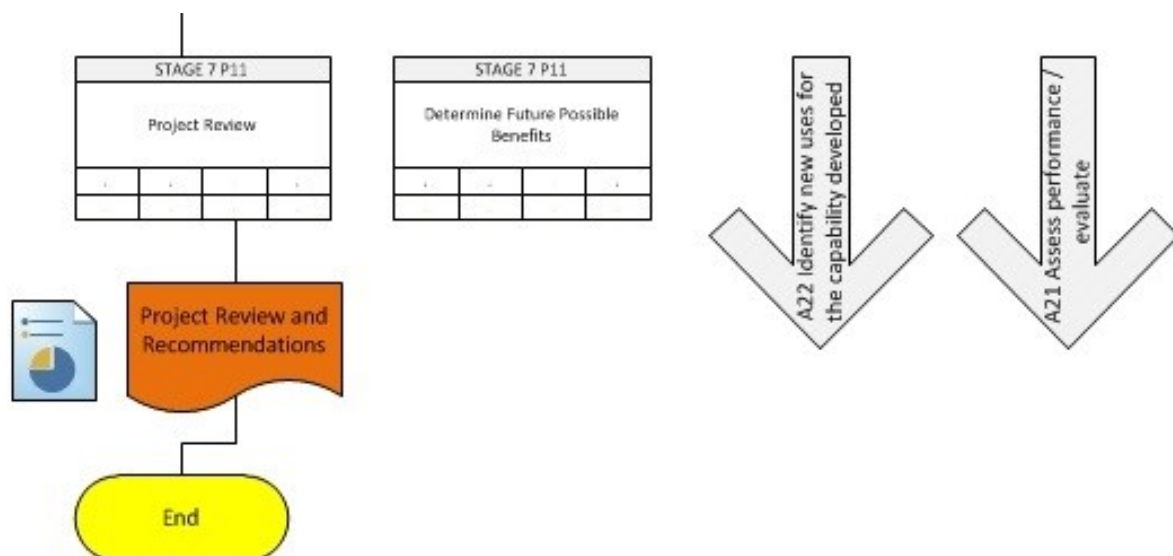 STAGE 7 P11
Project Review
STAGE 7 P11
Determine Future Possible
Benefits
A22 Identify new uses for
the capability developed
A21 Assess performance /
evaluate
Project Review and
Recommendations
End